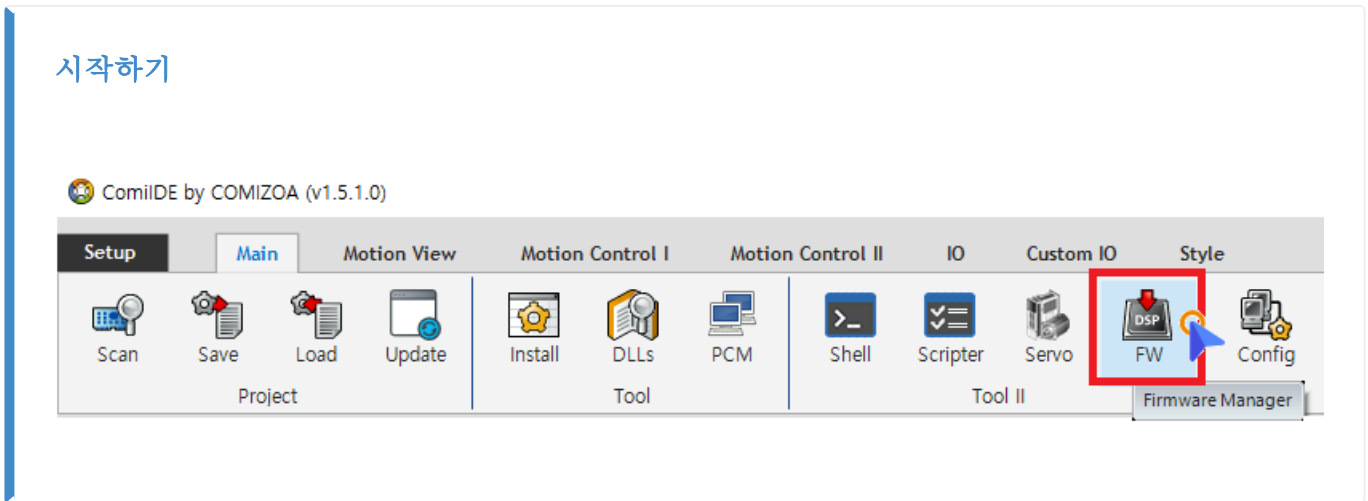 시작하기
ComiIDE by COMIZOA (v1.5.1.0)
Setup Main Motion View Motion Control I Motion Control II IO Custom IO Style
DSP
Scan Save Load Update Install DLLs PCM Shell Scripter Servo FW Config
Project Tool Tool II
Firmware Manager